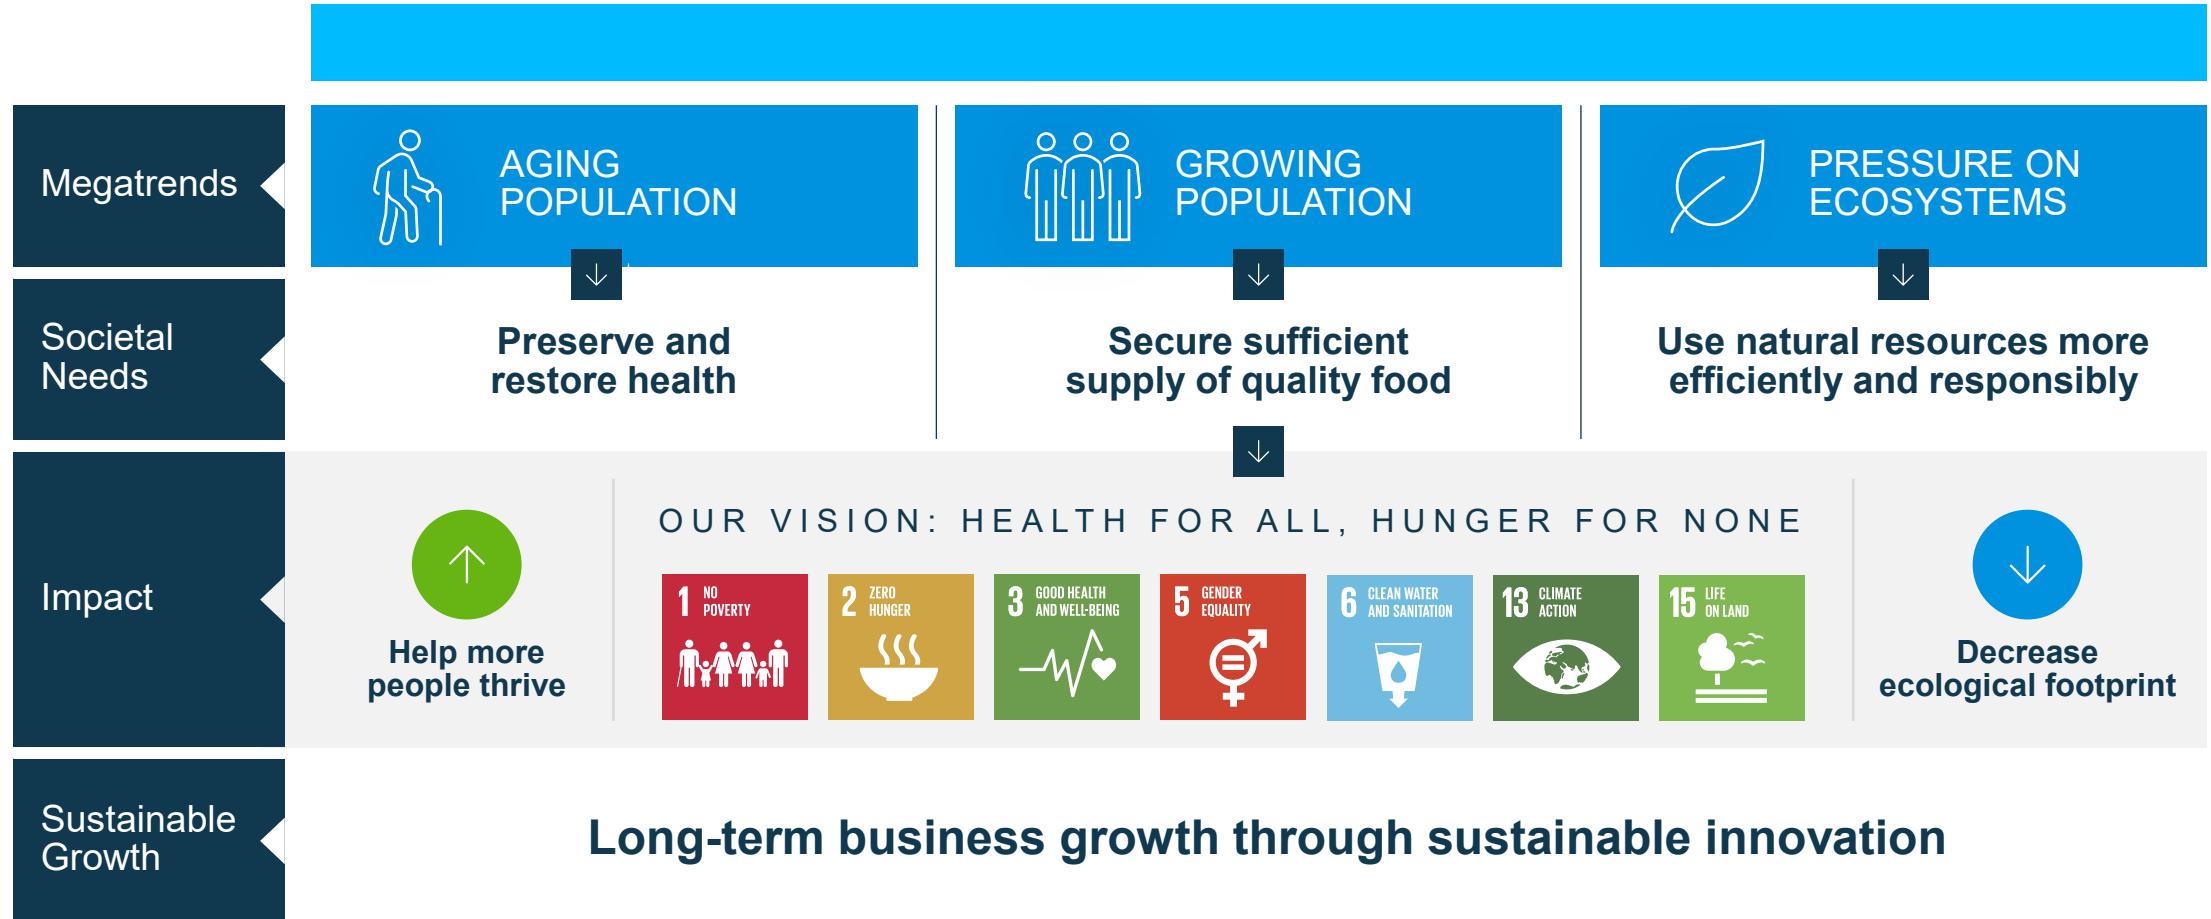 Megatrends
AGING
POPULATION
GROWING
POPULATION
PRESSURE ON
ECOSYSTEMS
Societal
Needs
Preserve and
restore health
Secure sufficient
supply of quality food
Use natural resources more
efficiently and responsibly
Impact
Help more
people thrive
OUR VISION: HEALTH FOR ALL, HUNGER FOR NONE
1 NO
POVERTY
2 ZERO
HUNGER
3 GOOD HEALTH
AND WELL-BEING
5 GENDER
EQUALITY
6 CLEAN WATER
AND SANITATION
13 CLIMATE
ACTION
15 LIFE
ON LAND
Decrease
ecological footprint
Sustainable
Growth
Long-term business growth through sustainable innovation